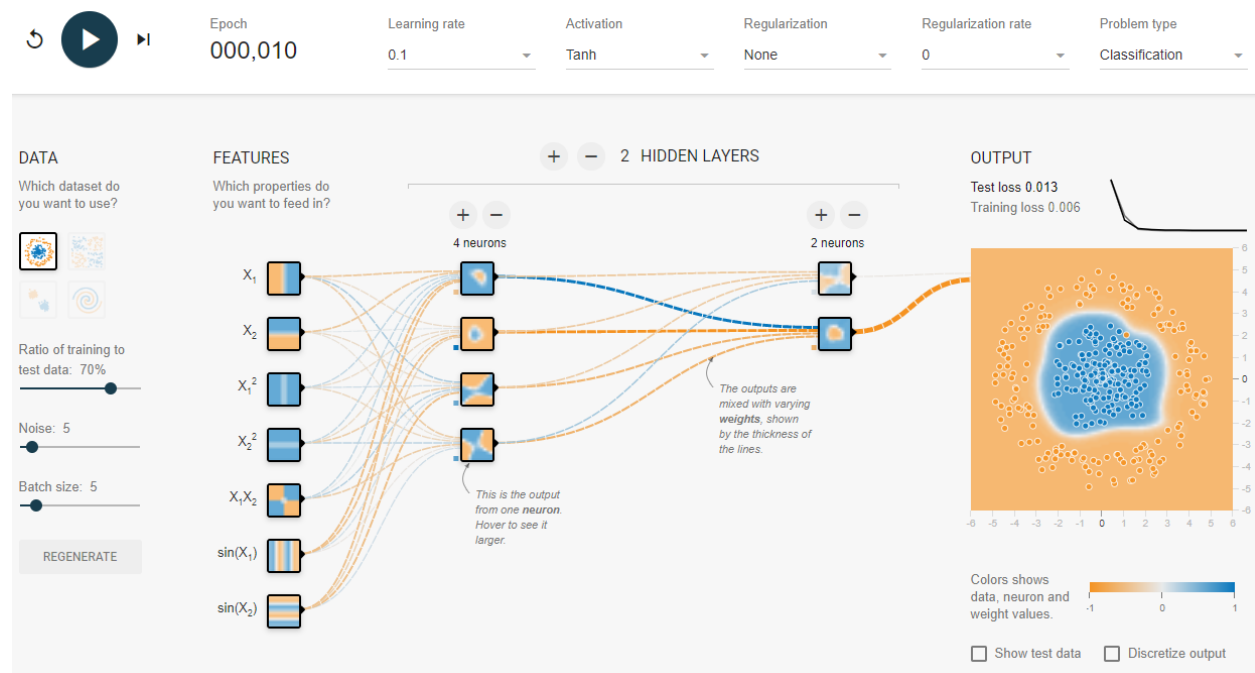 Epoch
000,010
Learning rate
0.1
Activation
Tanh
Regularization
None
Regularization rate
0
Problem type
Classification
DATA
Which dataset do
you want to use?
Ratio of training to
test data: 70%
Noise: 5
Batch size: 5
REGENERATE
FEATURES
Which properties do
you want to feed in?
X₁
X₂
X₁²
X₂²
X₁X₂
sin(X₁)
sin(X₂)
+ − 2 HIDDEN LAYERS
+ −
4 neurons
+ −
2 neurons
This is the output
from one neuron.
Hover to see it
larger.
The outputs are
mixed with varying
weights, shown
by the thickness of
the lines.
OUTPUT
Test loss 0.013
Training loss 0.006
6
5
4
3
2
1
0
-1
-2
-3
-4
-5
-6
-6 -5 -4 -3 -2 -1 0 1 2 3 4 5 6
Colors shows
data, neuron and
weight values.
-1 0 1
Show test data
Discretize output